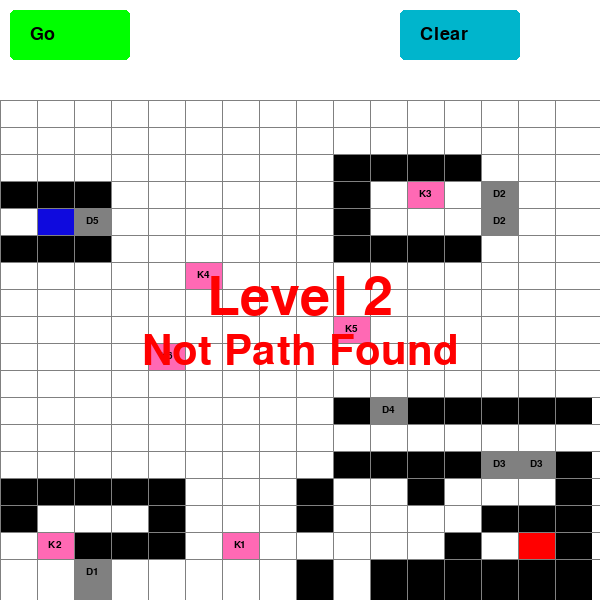 Go Clear
K3 D2
D5 D2
K4
Level 2
K5
Not Path Found
D4
D3 D3
K2 K1
D1